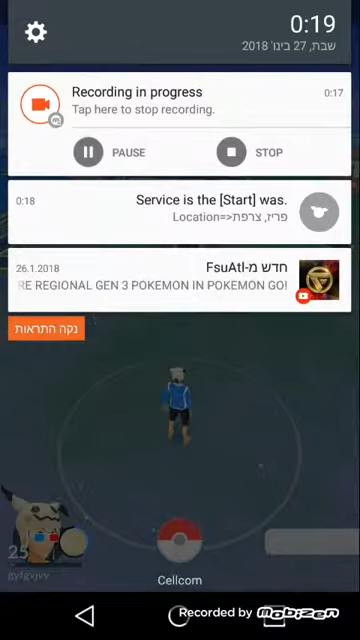 0:19
שבת, 27 בינו' 2018
Recording in progress
0:17
Tap here to stop recording.
PAUSE
STOP
0:18
Service is the [Start] was.
Location=>פריז, צרפת
26.1.2018
חדש מ-FsuAtl
RE REGIONAL GEN 3 POKEMON IN POKEMON GO!
נקה התראות
25
gyfgvjvy
Cellcom
Recorded by mobizen